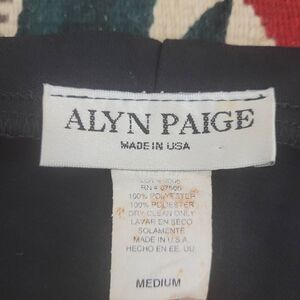 ALYN PAIGE
MADE IN USA
RN#
100% POLYESTER
100% POLIESTER
DRY CLEAN ONLY
LAVAR EN SECO
SOLAMENTE
MADE IN U.S.A.
HECHO EN EE. UU.
MEDIUM